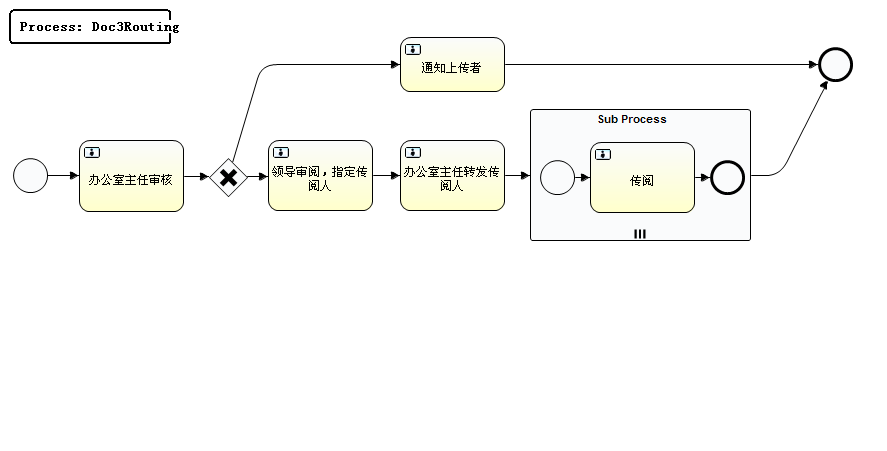 Process: Doc3Routing
通知上传者
Sub Process
办公室主任审核
领导审阅，指定传
阅人
办公室主任转发传
阅人
传阅